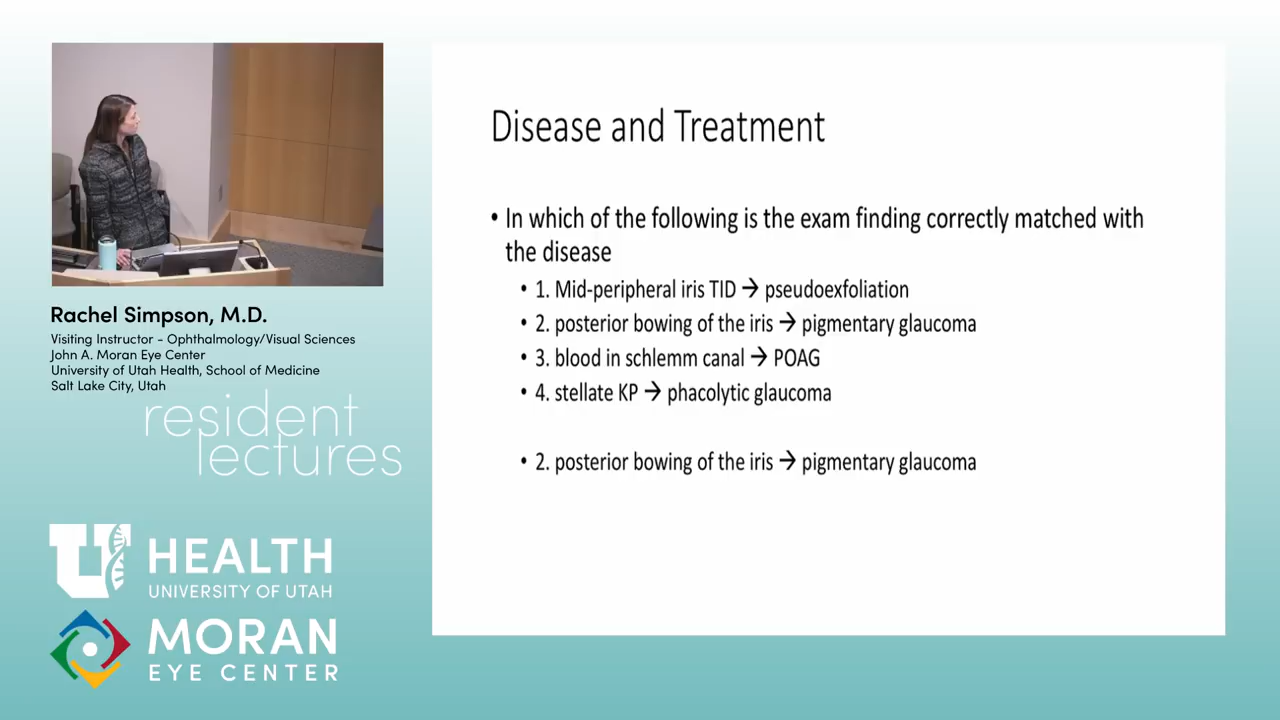 Rachel Simpson, M.D.
Visiting Instructor - Ophthalmology/Visual Sciences
John A. Moran Eye Center
University of Utah Health, School of Medicine
Salt Lake City, Utah
resident
lectures
U HEALTH
UNIVERSITY OF UTAH
MORAN
EYE CENTER
Disease and Treatment
• In which of the following is the exam finding correctly matched with
the disease
• 1. Mid-peripheral iris TID → pseudoexfoliation
• 2. posterior bowing of the iris → pigmentary glaucoma
• 3. blood in schlemm canal → POAG
• 4. stellate KP → phacolytic glaucoma
• 2. posterior bowing of the iris → pigmentary glaucoma